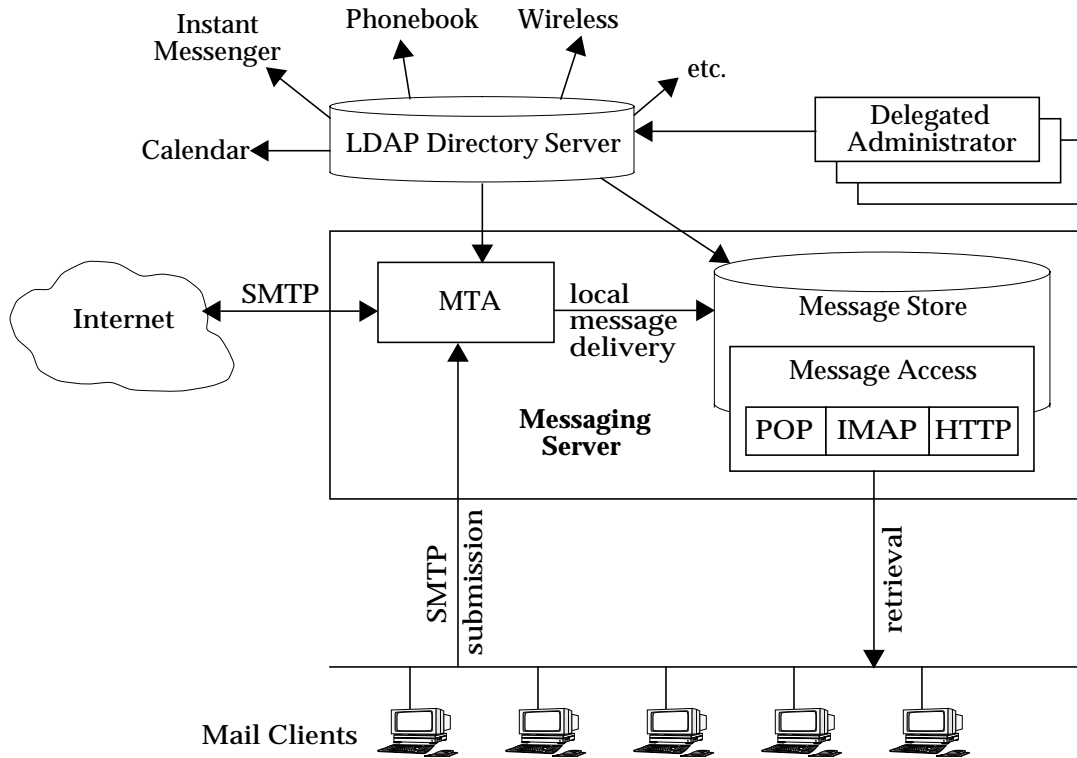 Instant
Messenger
Phonebook
Wireless
etc.
Calendar
LDAP Directory Server
Delegated
Administrator
Internet
SMTP
MTA
local
message
delivery
Message Store
Message Access
POP
IMAP
HTTP
Messaging
Server
SMTP
submission
retrieval
Mail Clients